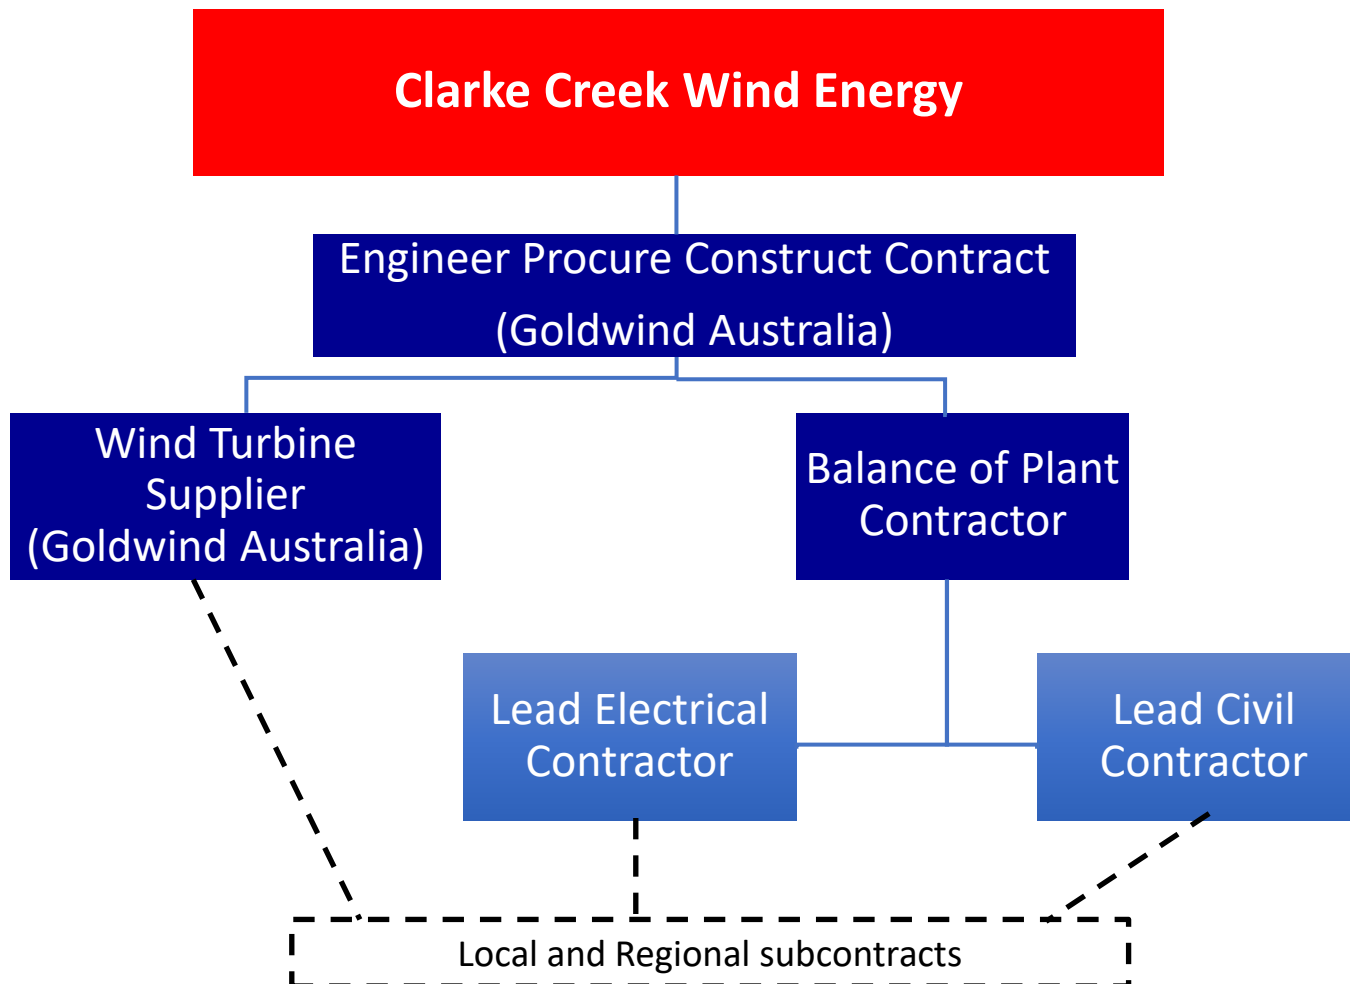 Clarke Creek Wind Energy
Engineer Procure Construct Contract
(Goldwind Australia)
Wind Turbine
Supplier
(Goldwind Australia)
Balance of Plant
Contractor
Lead Electrical
Contractor
Lead Civil
Contractor
Local and Regional subcontracts